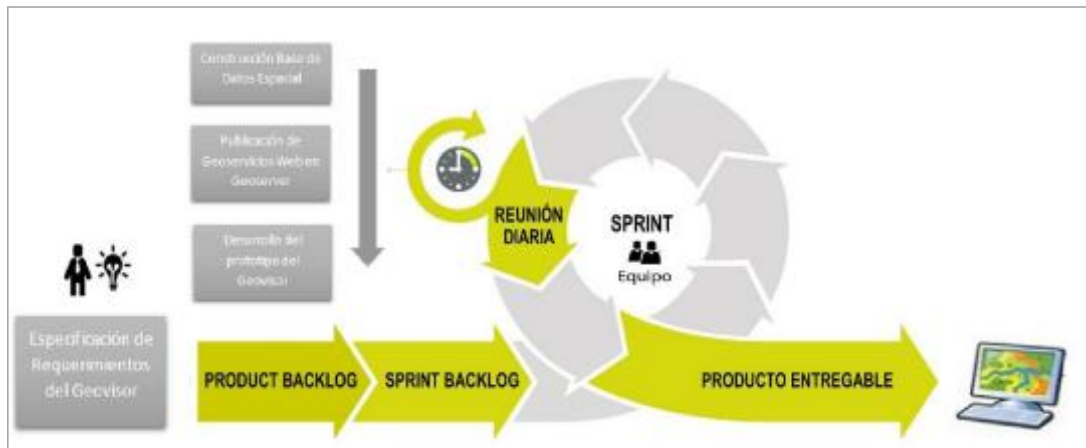 Construcción Base de
Datos Espacial
Publicación de
Geoservicios Web en
Geoserver
Desarrollo del
prototipo del
Geovisor
Especificación de
Requerimientos
del Geovisor
PRODUCT BACKLOG
SPRINT BACKLOG
REUNIÓN
DIARIA
SPRINT
Equipo
PRODUCTO ENTREGABLE